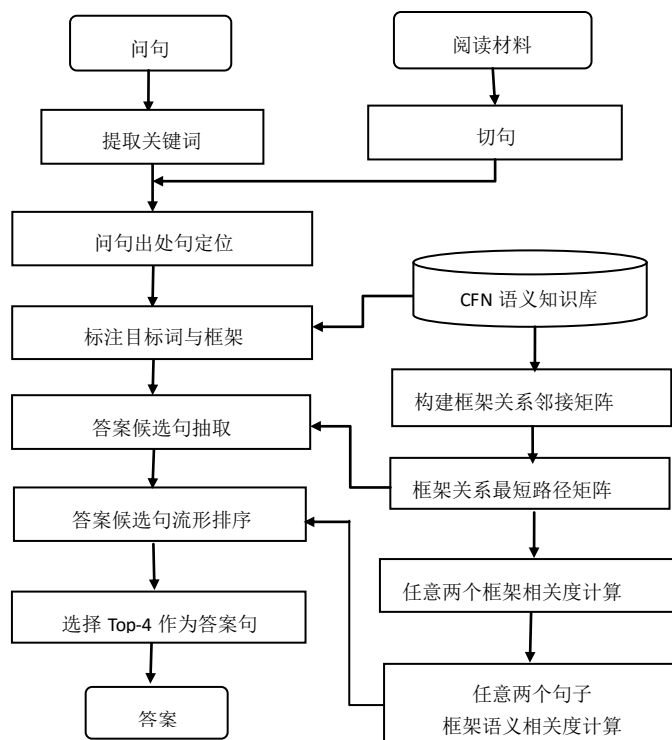 问句
阅读材料
提取关键词
切句
问句出处句定位
CFN 语义知识库
标注目标词与框架
构建框架关系邻接矩阵
答案候选句抽取
框架关系最短路径矩阵
答案候选句流形排序
任意两个框架相关度计算
选择 Top-4 作为答案句
任意两个句子
框架语义相关度计算
答案